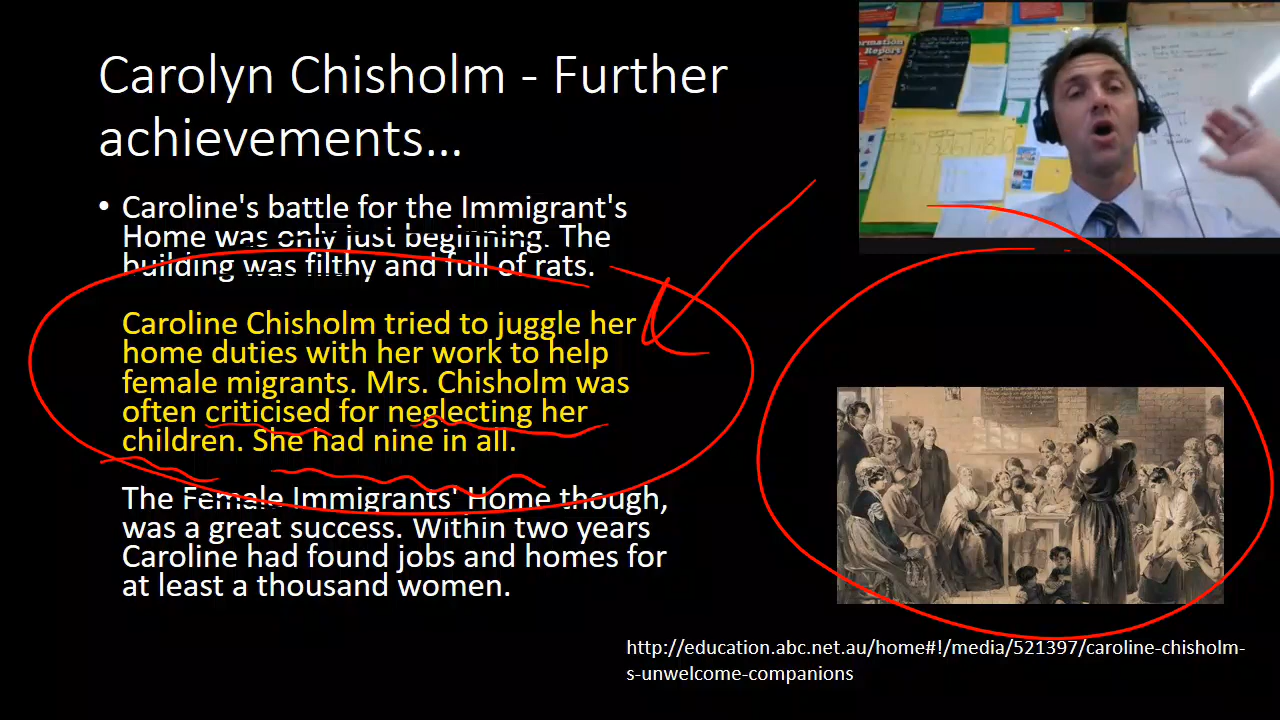 Carolyn Chisholm - Further
achievements...
• Caroline's battle for the Immigrant's
Home was only just beginning. The
building was filthy and full of rats.
Caroline Chisholm tried to juggle her
home duties with her work to help
female migrants. Mrs. Chisholm was
often criticised for neglecting her
children. She had nine in all.
The Female Immigrants' Home though,
was a great success. Within two years
Caroline had found jobs and homes for
at least a thousand women.
http://education.abc.net.au/home#!/media/521397/caroline-chisholm-
s-unwelcome-companions
Report